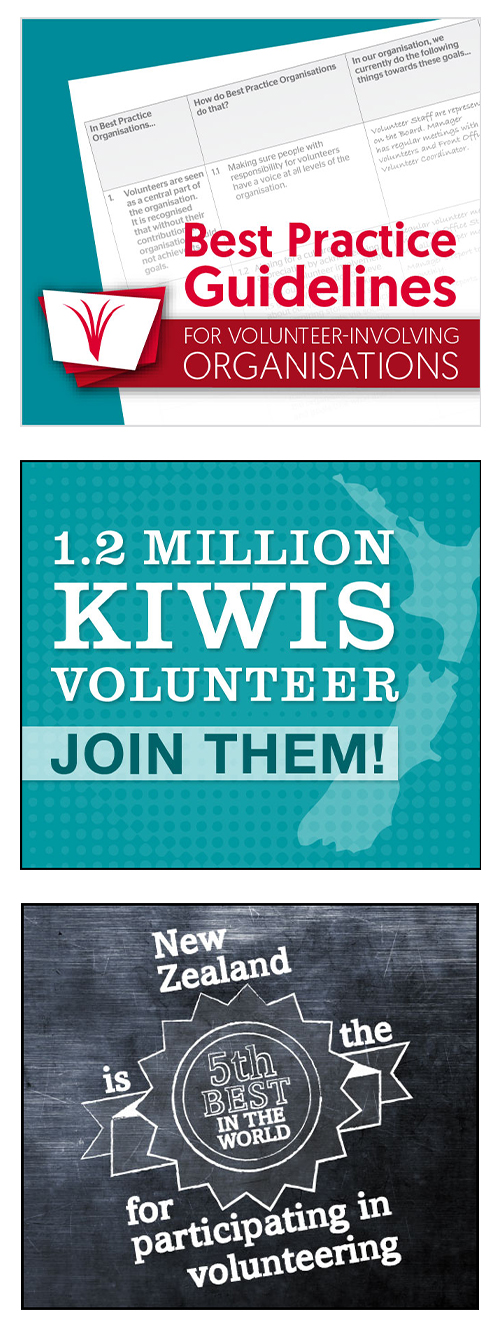 In Best Practice
Organisations...
How do Best Practice Organisations
do that?
In our organisation, we
currently do the following
things towards these goals...
1. Volunteers are seen
as a central part of
the organisation.
It is recognised
that without their
contribution
organisation
not achieve
goals.
1.1 Making sure people with
responsibility for volunteers
have a voice at all levels of the
organisation.
Volunteer Staff are represen
on the Board. Manager
has regular meetings with
volunteers and Front Offi
Volunteer Coordinator.
1.2
Best Practice
Guidelines
FOR VOLUNTEER-INVOLVING
ORGANISATIONS
1.2 MILLION
KIWIS
VOLUNTEER
JOIN THEM!
New
Zealand
is
the
5th
BEST
IN THE
WORLD
for
participating in
volunteering